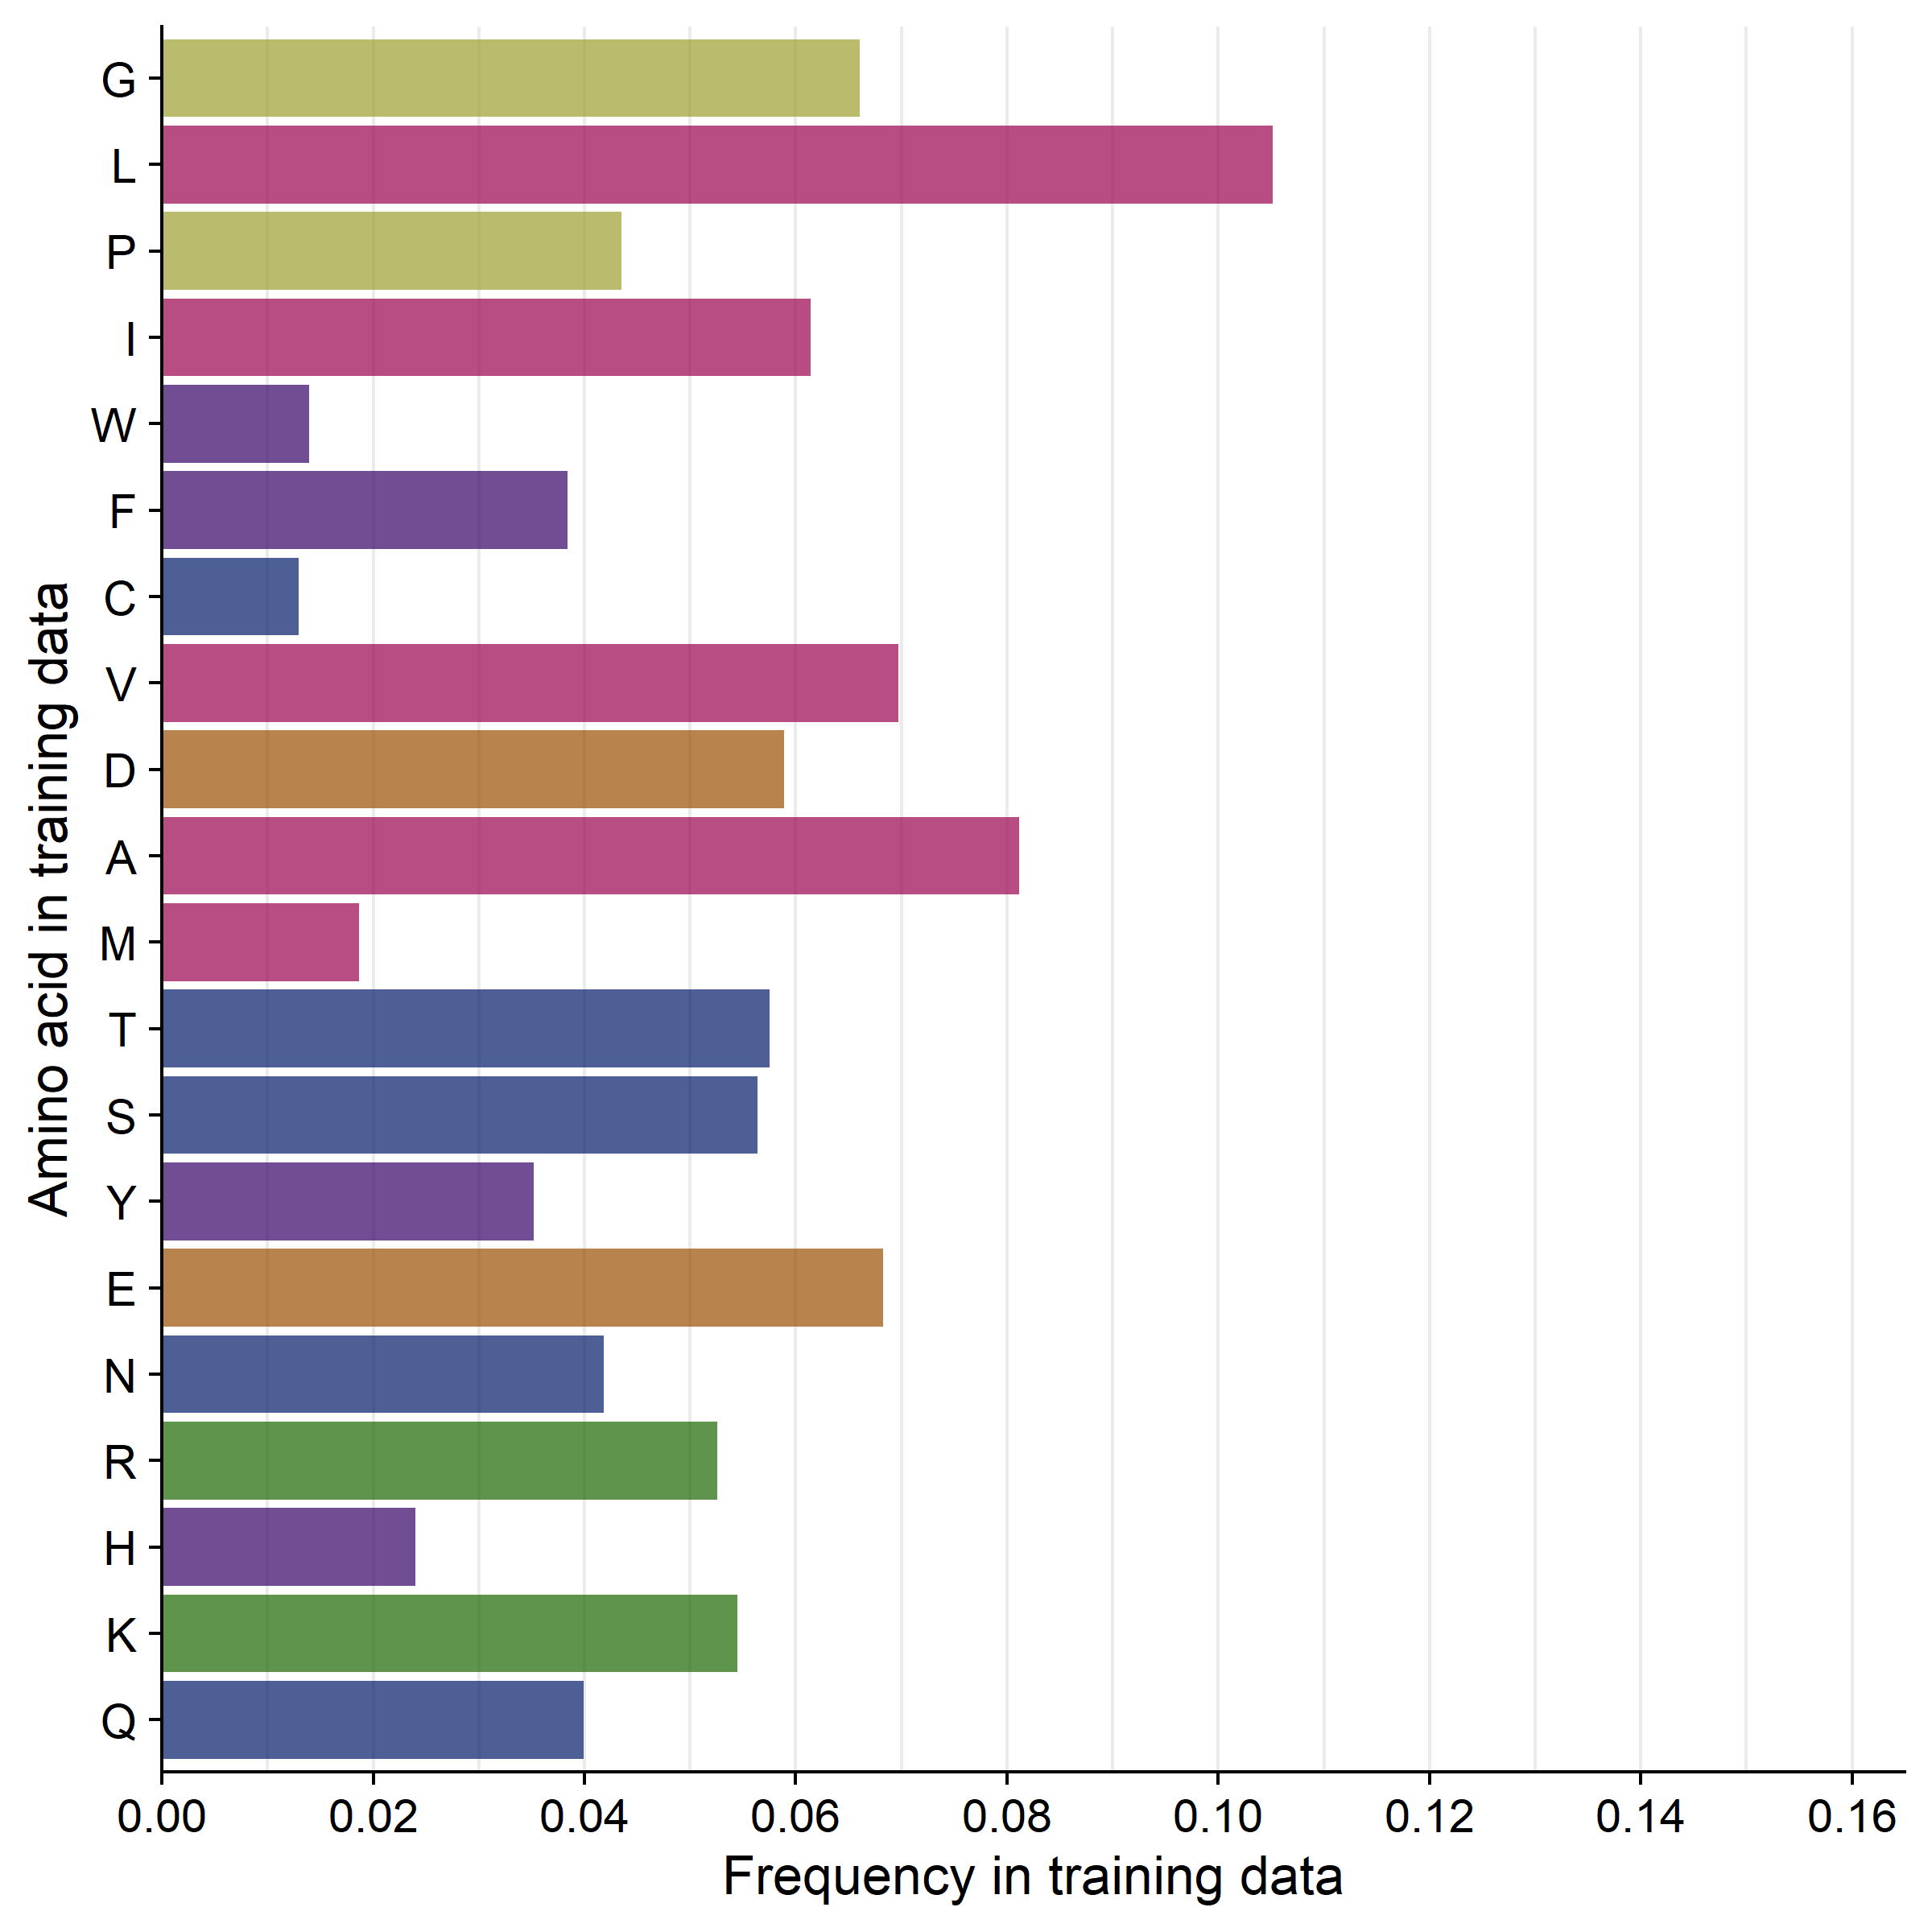 Amino acid in training data
G
L
P
I
W
F
C
V
D
A
M
T
S
Y
E
N
R
H
K
Q
0.00 0.02 0.04 0.06 0.08 0.10 0.12 0.14 0.16
Frequency in training data